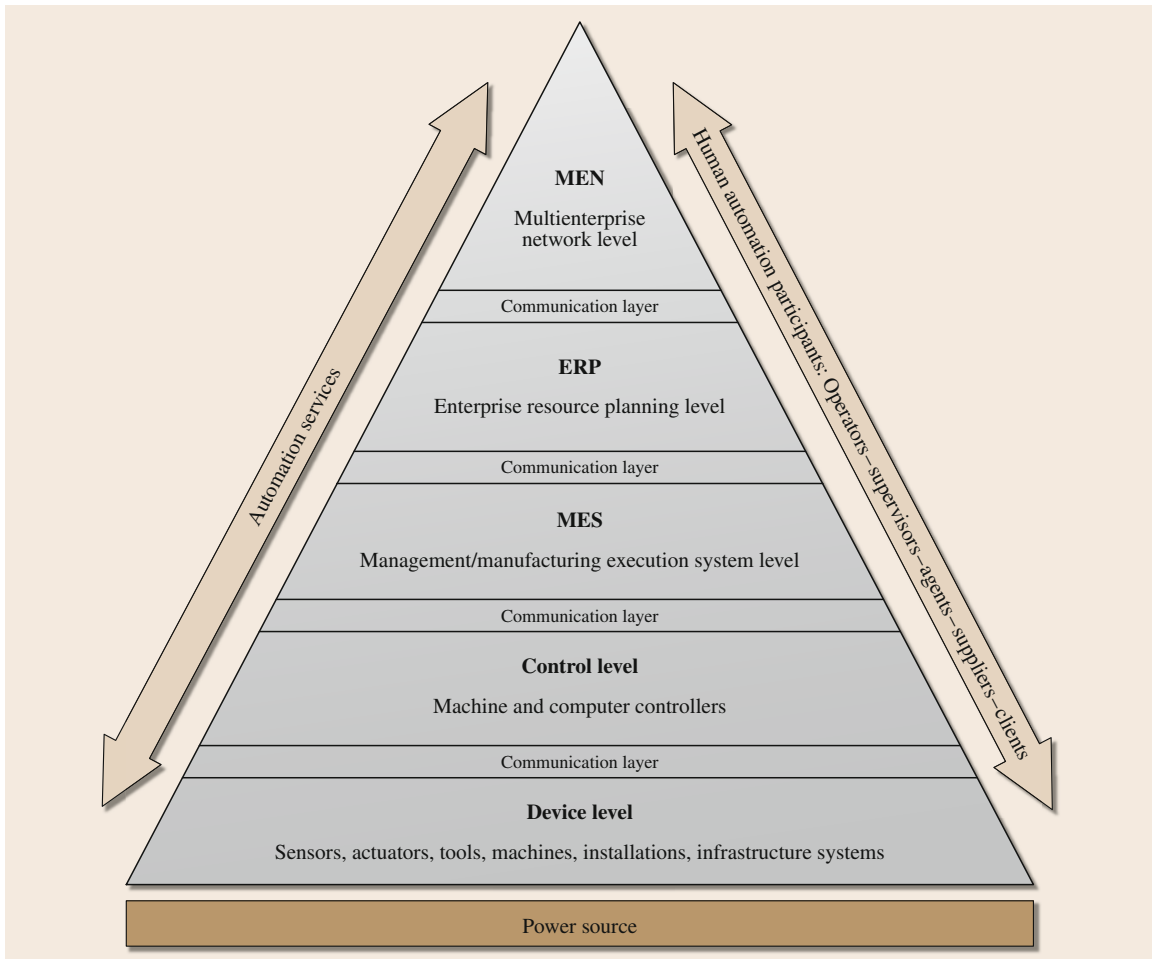 MEN
Multienterprise
network level
Communication layer
ERP
Enterprise resource planning level
Communication layer
MES
Management/manufacturing execution system level
Communication layer
Control level
Machine and computer controllers
Communication layer
Device level
Sensors, actuators, tools, machines, installations, infrastructure systems
Power source
Automation services
Human automation participants: Operators–supervisors–agents–suppliers–clients